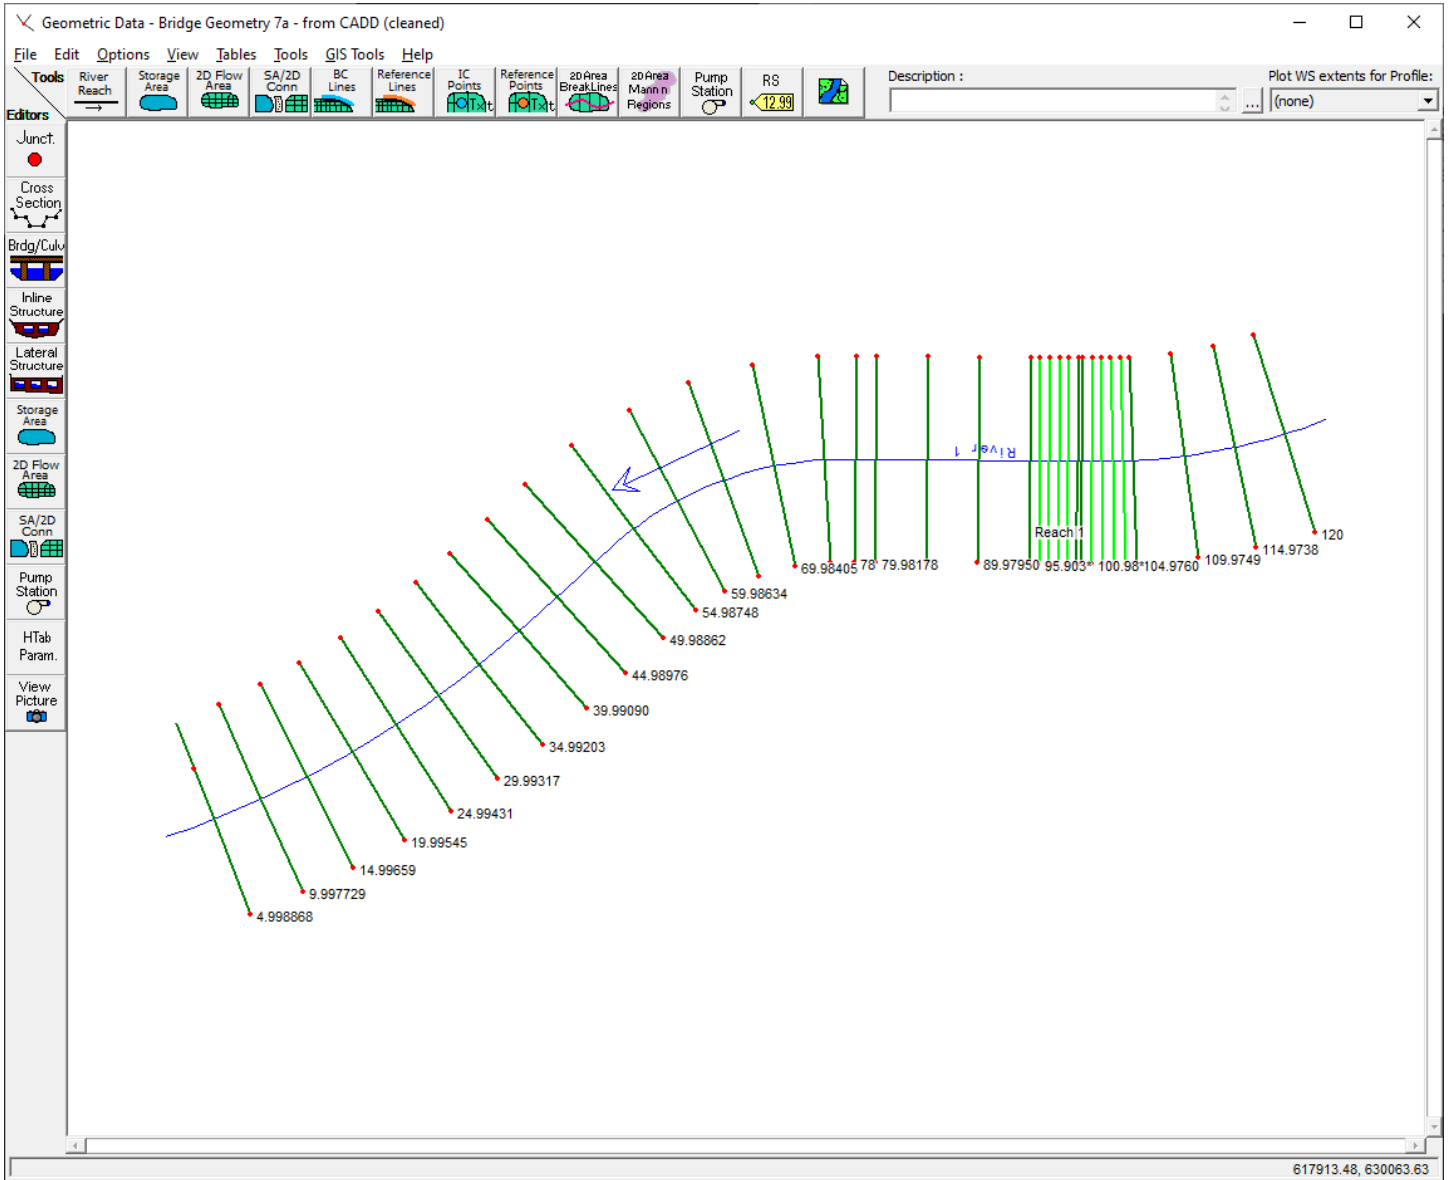 Geometric Data - Bridge Geometry 7a - from CADD (cleaned)
File Edit Options View Tables Tools GIS Tools Help
Tools
Editors
River Reach
Storage Area
2D Flow Area
SA/2D Conn
BC Lines
Reference Lines
IC Points
Reference Points
2D Area BreakLines
2D Area Mann n Regions
Pump Station
RS
12.99
Description :
...
Plot WS extents for Profile:
(none)
Junct.
Cross Section
Brdg/Culv
Inline Structure
Lateral Structure
Storage Area
2D Flow Area
SA/2D Conn
Pump Station
HTab Param.
View Picture
River 1
Reach 1
120
114.9738
109.9749
104.9760
100.98*
95.903*
89.97950
79.98178
78
69.98405
59.98634
54.98748
49.98862
44.98976
39.99090
34.99203
29.99317
24.99431
19.99545
14.99659
9.997729
4.998868
617913.48, 630063.63